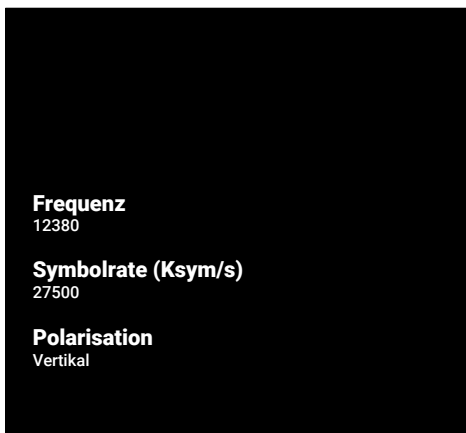 Frequenz
12380
Symbolrate (Ksym/s)
27500
Polarisation
Vertikal